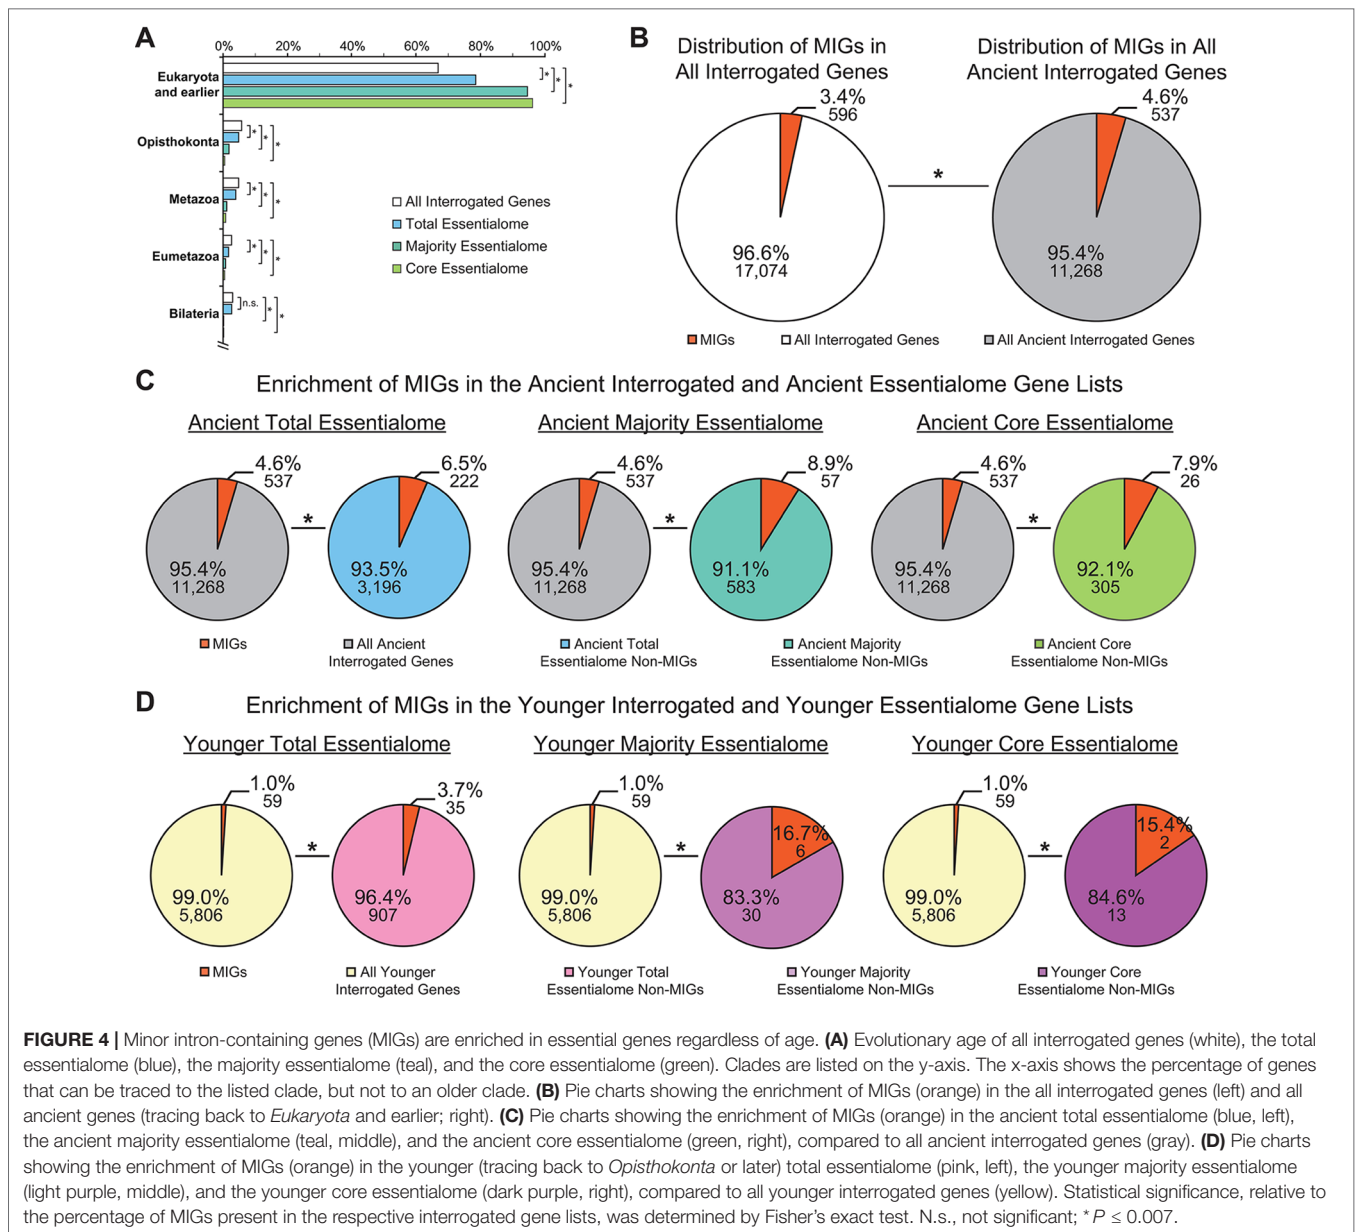 A
0% 20% 40% 60% 80% 100%
Eukaryota
and earlier
* * *
Opisthokonta
* * *
Metazoa
* * *
Eumetazoa
* * *
Bilateria
n.s. * *
All Interrogated Genes
Total Essentialome
Majority Essentialome
Core Essentialome
B
Distribution of MIGs in
All Interrogated Genes
3.4%
596
96.6%
17,074
*
Distribution of MIGs in All
Ancient Interrogated Genes
4.6%
537
95.4%
11,268
MIGs All Interrogated Genes All Ancient Interrogated Genes
C Enrichment of MIGs in the Ancient Interrogated and Ancient Essentialome Gene Lists
Ancient Total Essentialome Ancient Majority Essentialome Ancient Core Essentialome
4.6% 6.5% 4.6% 8.9% 4.6% 7.9%
537 222 537 57 537 26
* * *
95.4% 93.5% 95.4% 91.1% 95.4% 92.1%
11,268 3,196 11,268 583 11,268 305
MIGs All Ancient Ancient Total Ancient Majority Ancient Core
Interrogated Genes Essentialome Non-MIGs Essentialome Non-MIGs Essentialome Non-MIGs
D Enrichment of MIGs in the Younger Interrogated and Younger Essentialome Gene Lists
Younger Total Essentialome Younger Majority Essentialome Younger Core Essentialome
1.0% 3.7% 1.0% 16.7% 1.0% 15.4%
59 35 59 6 59 2
* * *
99.0% 96.4% 99.0% 83.3% 99.0% 84.6%
5,806 907 5,806 30 5,806 13
MIGs All Younger Younger Total Younger Majority Younger Core
Interrogated Genes Essentialome Non-MIGs Essentialome Non-MIGs Essentialome Non-MIGs
FIGURE 4 | Minor intron-containing genes (MIGs) are enriched in essential genes regardless of age. (A) Evolutionary age of all interrogated genes (white), the total
essentialome (blue), the majority essentialome (teal), and the core essentialome (green). Clades are listed on the y-axis. The x-axis shows the percentage of genes
that can be traced to the listed clade, but not to an older clade. (B) Pie charts showing the enrichment of MIGs (orange) in the all interrogated genes (left) and all
ancient genes (tracing back to Eukaryota and earlier; right). (C) Pie charts showing the enrichment of MIGs (orange) in the ancient total essentialome (blue, left),
the ancient majority essentialome (teal, middle), and the ancient core essentialome (green, right), compared to all ancient interrogated genes (gray). (D) Pie charts
showing the enrichment of MIGs (orange) in the younger (tracing back to Opisthokonta or later) total essentialome (pink, left), the younger majority essentialome
(light purple, middle), and the younger core essentialome (dark purple, right), compared to all younger interrogated genes (yellow). Statistical significance, relative to
the percentage of MIGs present in the respective interrogated gene lists, was determined by Fisher's exact test. N.s., not significant; *P ≤ 0.007.